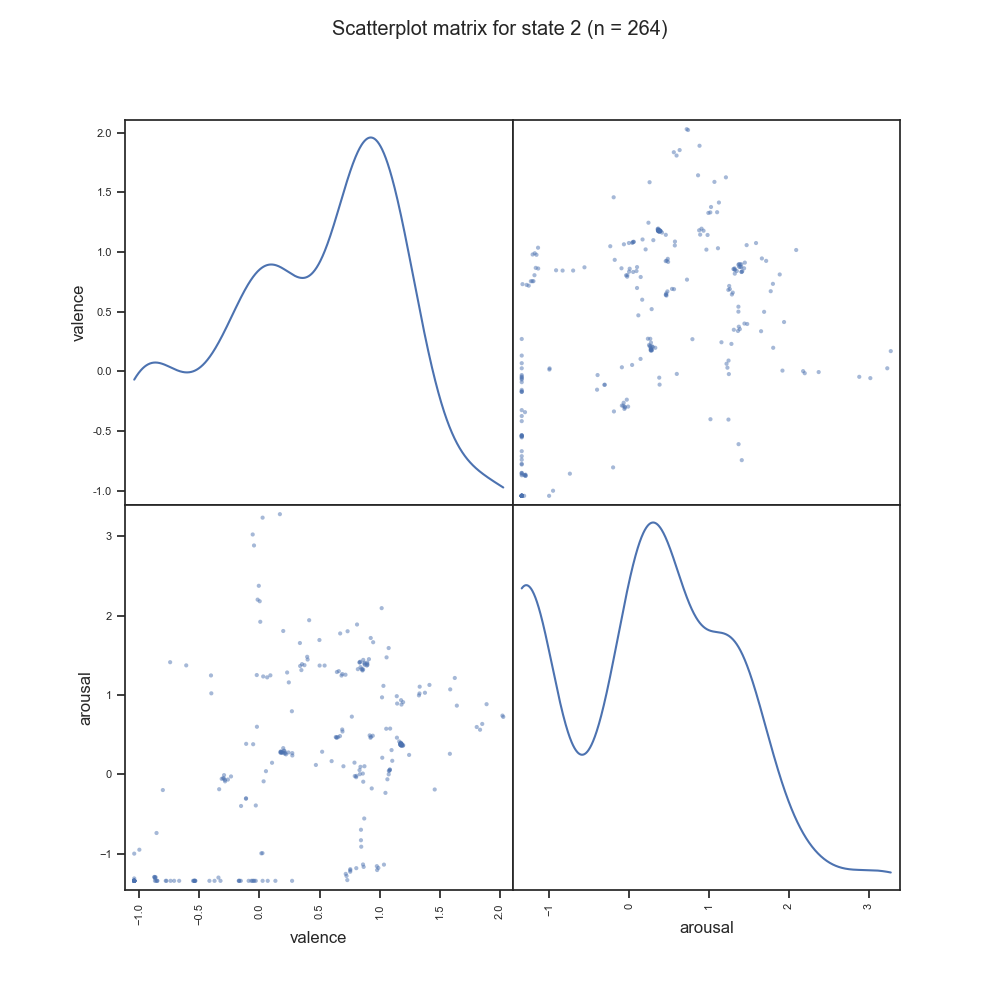 Scatterplot matrix for state 2 (n = 264)
2.0
1.5
1.0
0.5
0.0
−0.5
−1.0
valence
3
2
1
0
−1
arousal
−1.0 −0.5 0.0 0.5 1.0 1.5 2.0
valence
−1 0 1 2 3
arousal